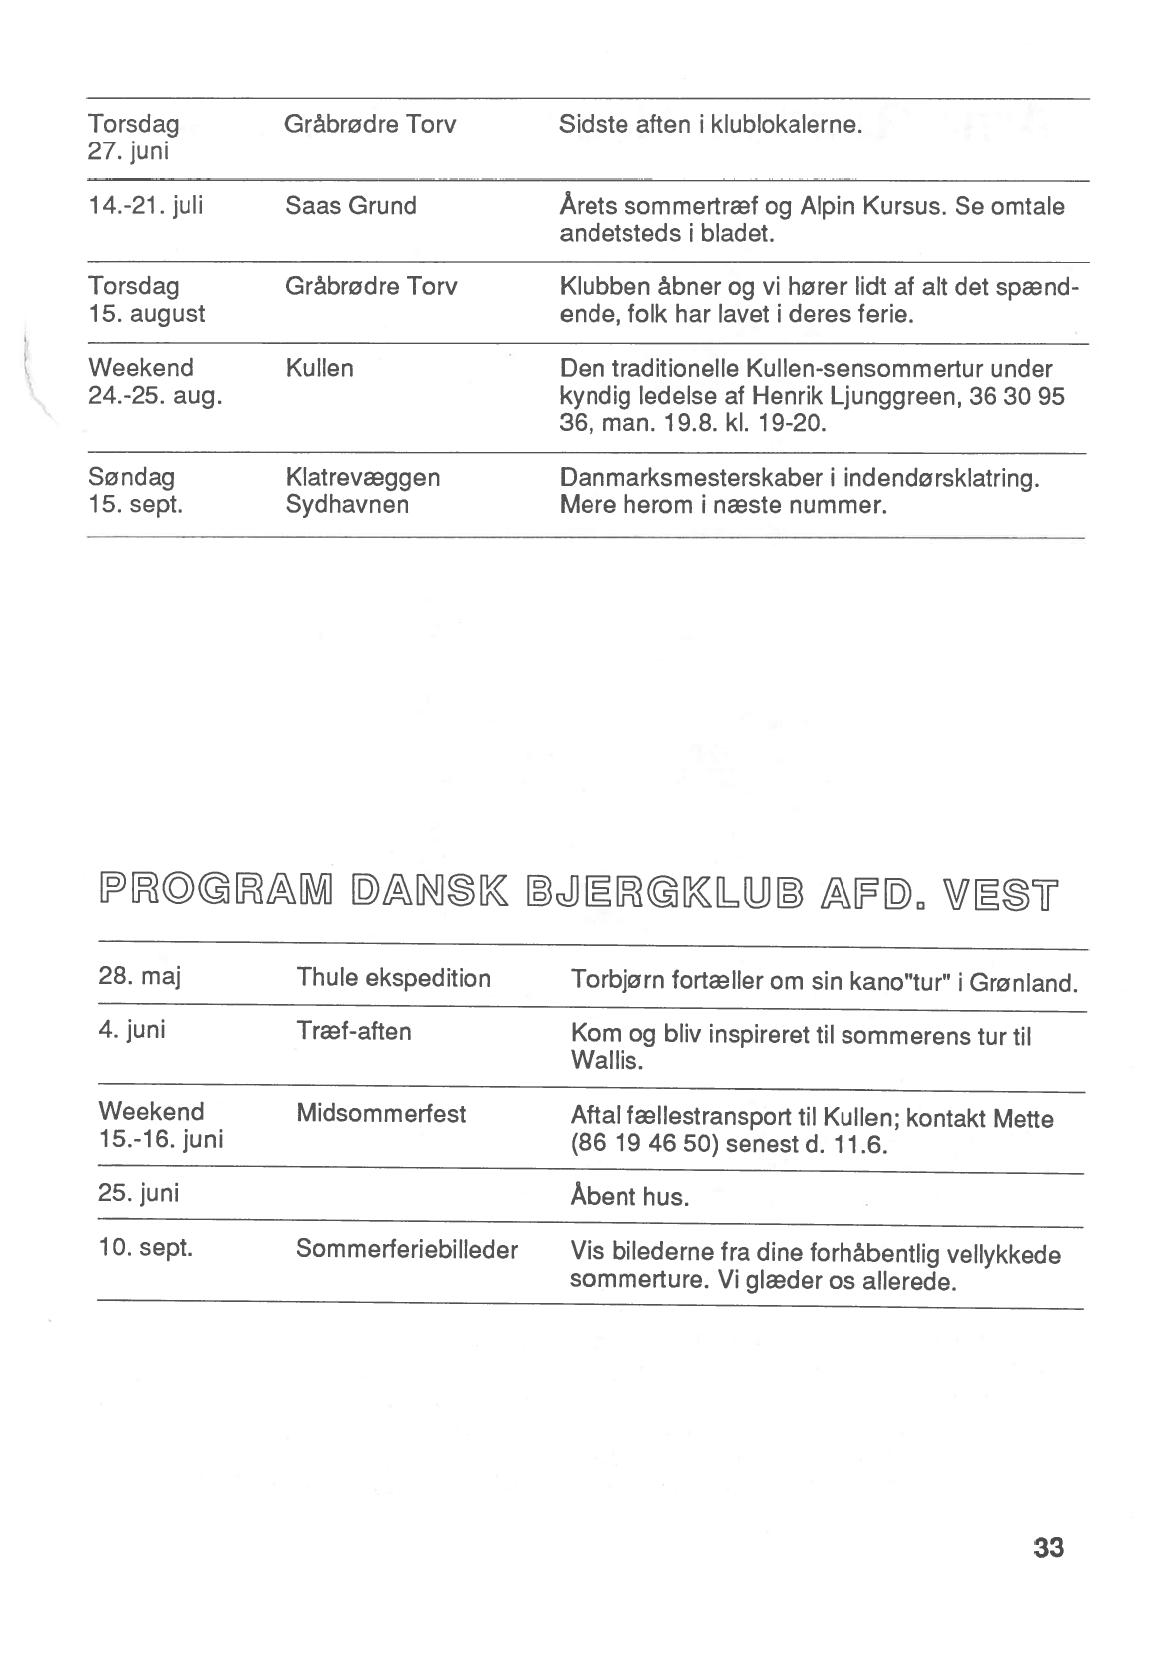 Torsdag Gråbrødre Torv Sidste aften i klublokalerne.
27. juni
14.-21. juli Saas Grund Årets sommertræf og Alpin Kursus. Se omtale
andetsteds i bladet.
Torsdag Gråbrødre Torv Klubben åbner og vi hører lidt af alt det spænd-
15. august ende, folk har lavet i deres ferie.
Weekend Kullen Den traditionelle Kullen-sensommertur under
24.-25. aug. kyndig ledelse af Henrik Ljunggreen, 36 30 95
36, man. 19.8. kl. 19-20.
Søndag Klatrevæggen Danmarksmesterskaber i indendørsklatring.
15. sept. Sydhavnen Mere herom i næste nummer.
PROGRAM DANSK BJERGKLUB AFD. VEST
28. maj Thule ekspedition Torbjørn fortæller om sin kano"tur" i Grønland.
4. juni Træf-aften Kom og bliv inspireret til sommerens tur til
Wallis.
Weekend Midsommerfest Aftal fællestransport til Kullen; kontakt Mette
15.-16. juni (86 19 46 50) senest d. 11.6.
25. juni Åbent hus.
10. sept. Sommerferiebilleder Vis bilederne fra dine forhåbentlig vellykkede
sommerture. Vi glæder os allerede.
33